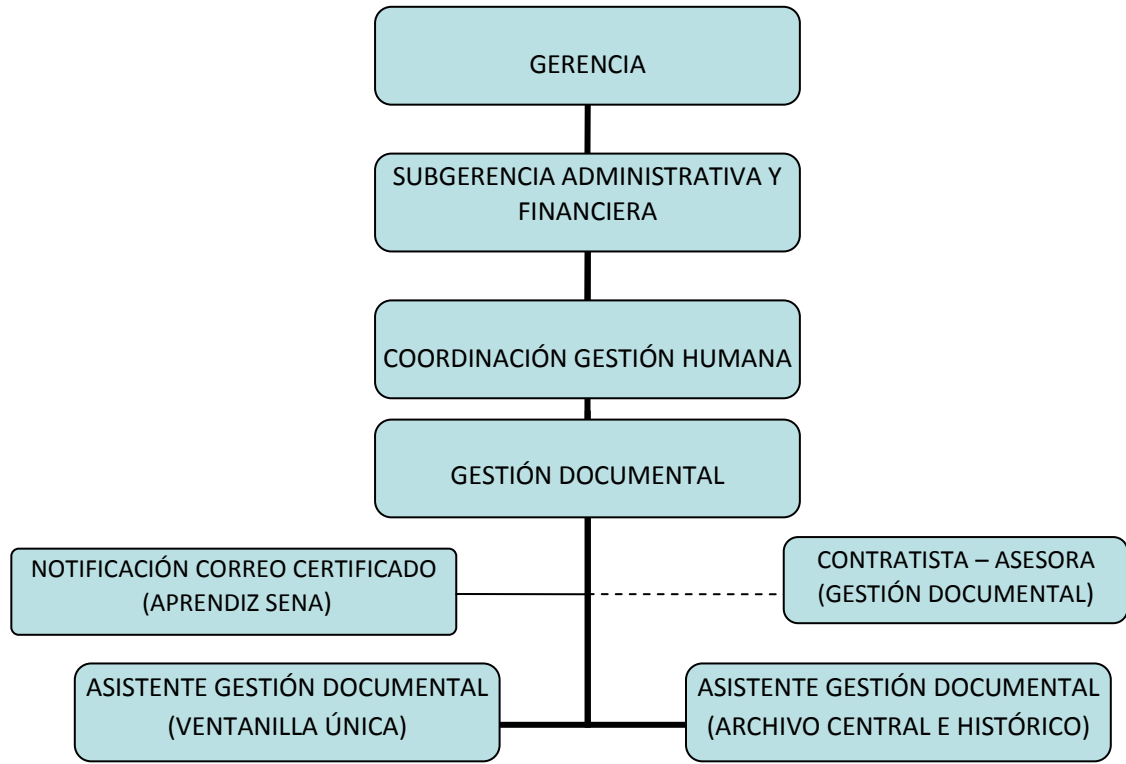 GERENCIA
SUBGERENCIA ADMINISTRATIVA Y
FINANCIERA
COORDINACIÓN GESTIÓN HUMANA
GESTIÓN DOCUMENTAL
NOTIFICACIÓN CORREO CERTIFICADO
(APRENDIZ SENA)
CONTRATISTA – ASESORA
(GESTIÓN DOCUMENTAL)
ASISTENTE GESTIÓN DOCUMENTAL
(VENTANILLA ÚNICA)
ASISTENTE GESTIÓN DOCUMENTAL
(ARCHIVO CENTRAL E HISTÓRICO)